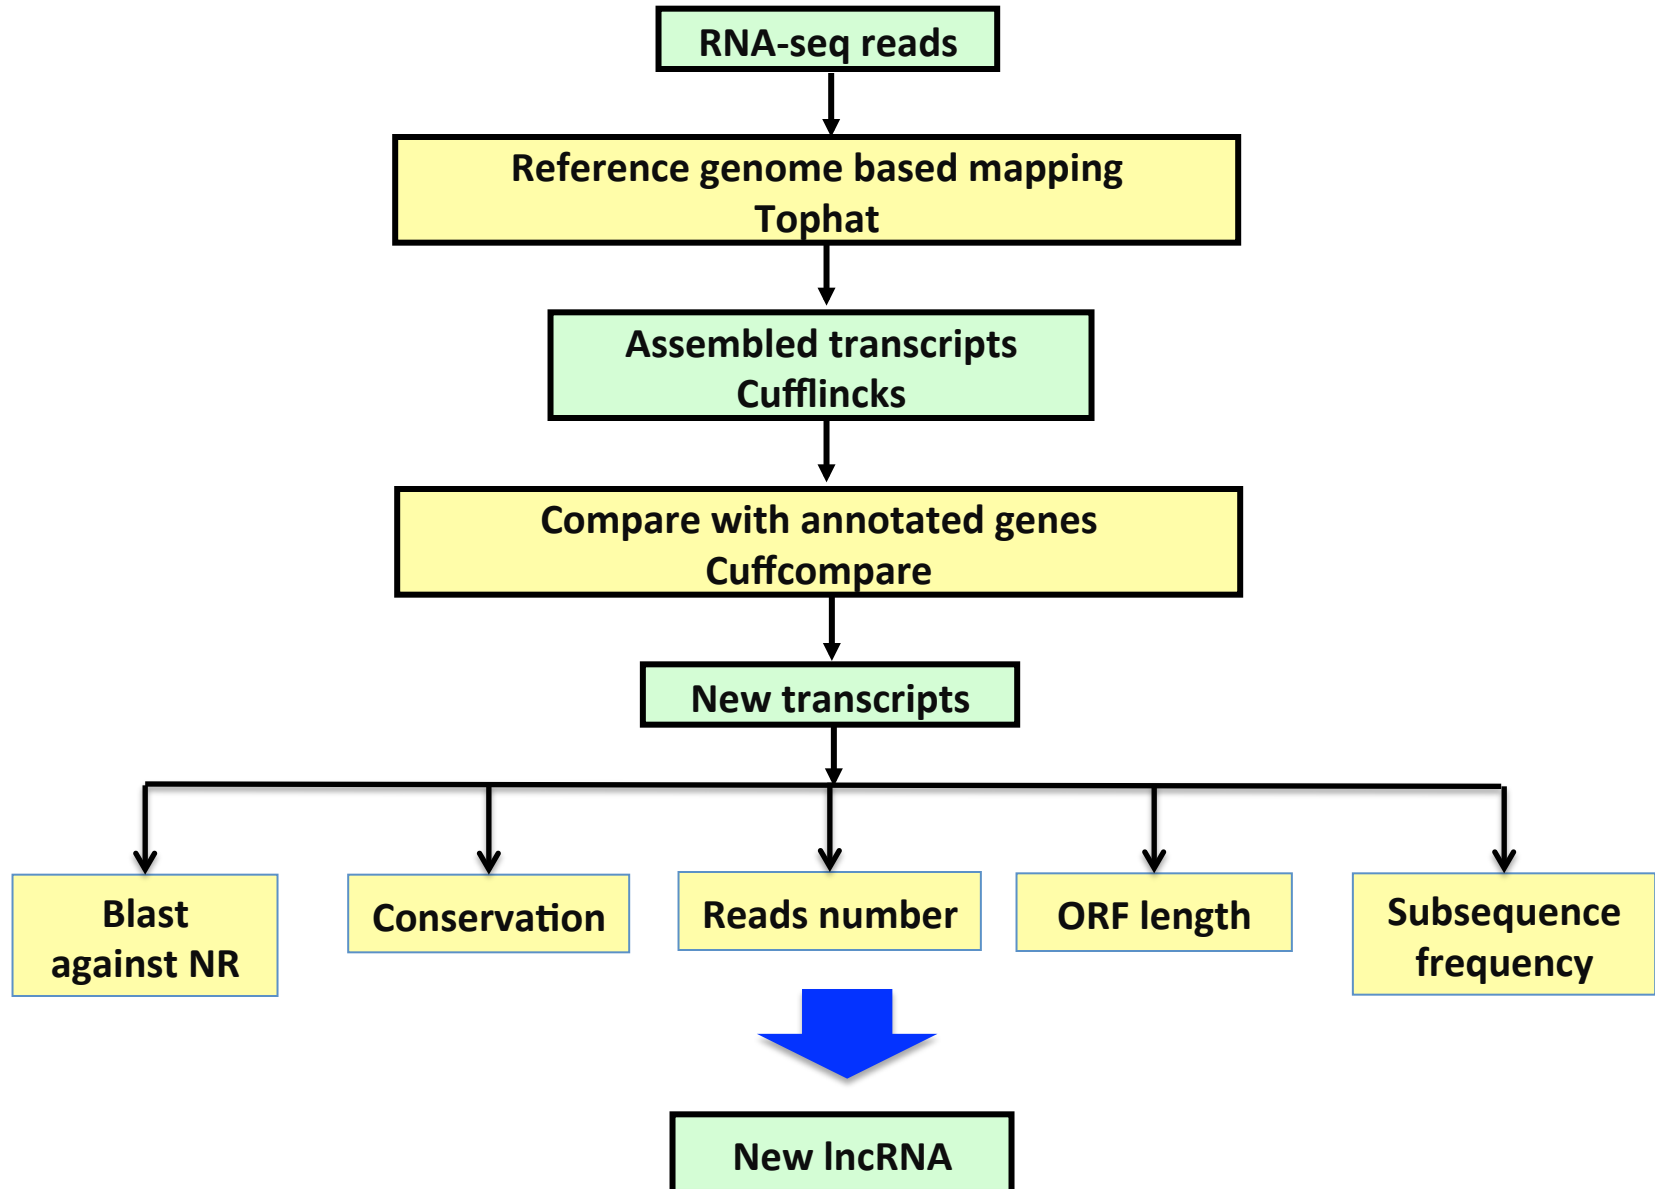 RNA-seq reads
Reference genome based mapping
Tophat
Assembled transcripts
Cufflincks
Compare with annotated genes
Cuffcompare
New transcripts
Blast
against NR
Conservation
Reads number
ORF length
Subsequence
frequency
New lncRNA